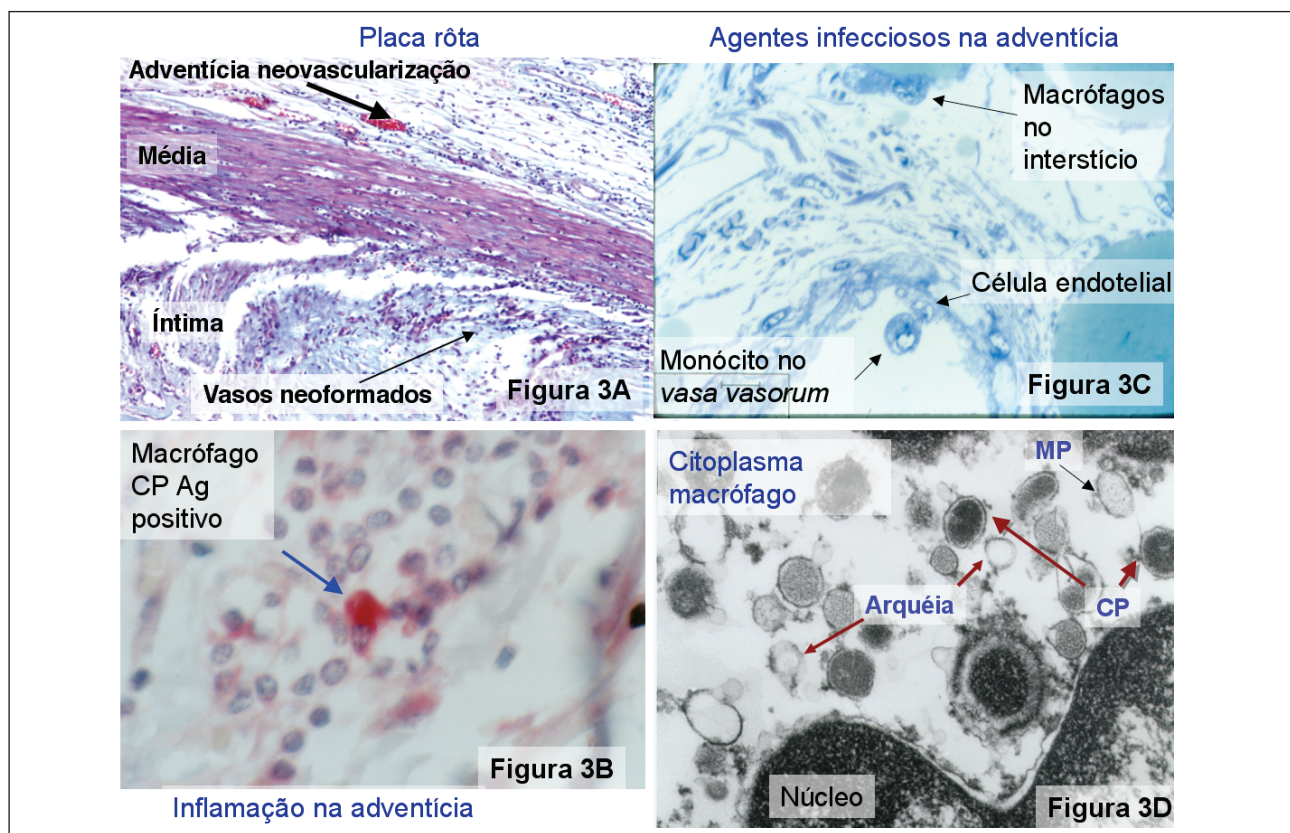 Placa rôta
Adventícia neovascularização
Média
Íntima
Vasos neoformados
Figura 3A
Agentes infecciosos na adventícia
Macrófagos
no
interstício
Célula endotelial
Monócito no
vasa vasorum
Figura 3C
Macrófago
CP Ag
positivo
Figura 3B
Inflamação na adventícia
Citoplasma
macrófago
MP
Arquéia
CP
Núcleo
Figura 3D